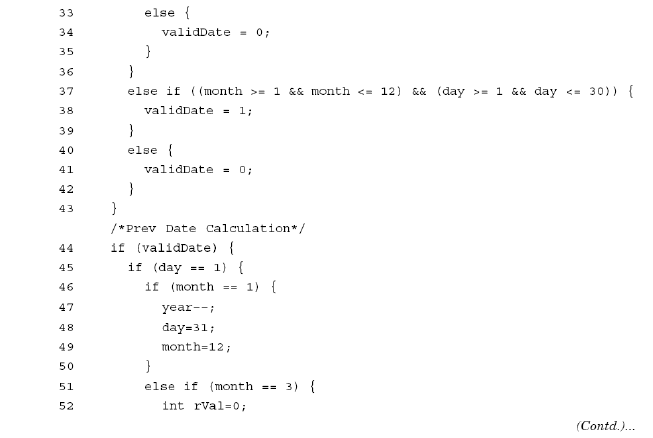 33 else {
34 validDate = 0;
35 }
36 }
37 else if ((month >= 1 && month <= 12) && (day >= 1 && day <= 30)) {
38 validDate = 1;
39 }
40 else {
41 validDate = 0;
42 }
43 }
/*Prev Date Calculation*/
44 if (validDate) {
45 if (day == 1) {
46 if (month == 1) {
47 year--;
48 day=31;
49 month=12;
50 }
51 else if (month == 3) {
52 int rVal=0;
(Contd.)...